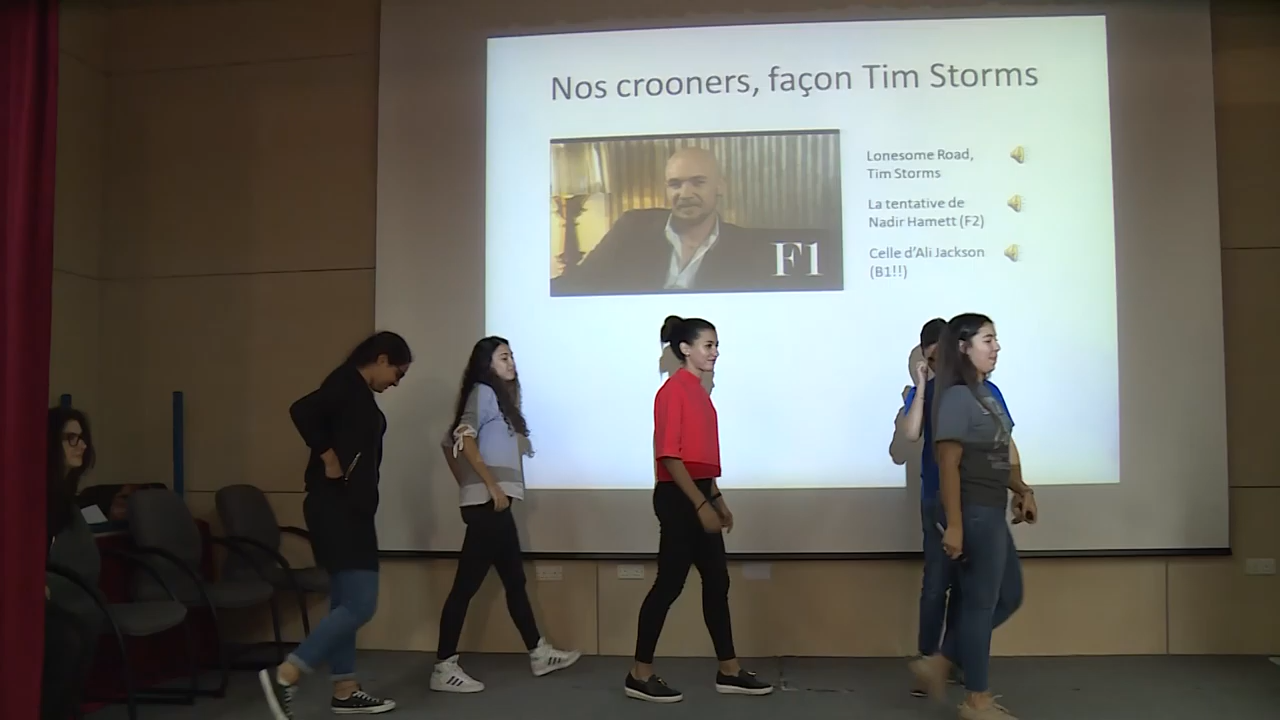 Nos crooners, façon Tim Storms
F1
Lonesome Road,
Tim Storms
La tentative de
Nadir Hamett (F2)
Celle d'Ali Jackson
(B1!!)